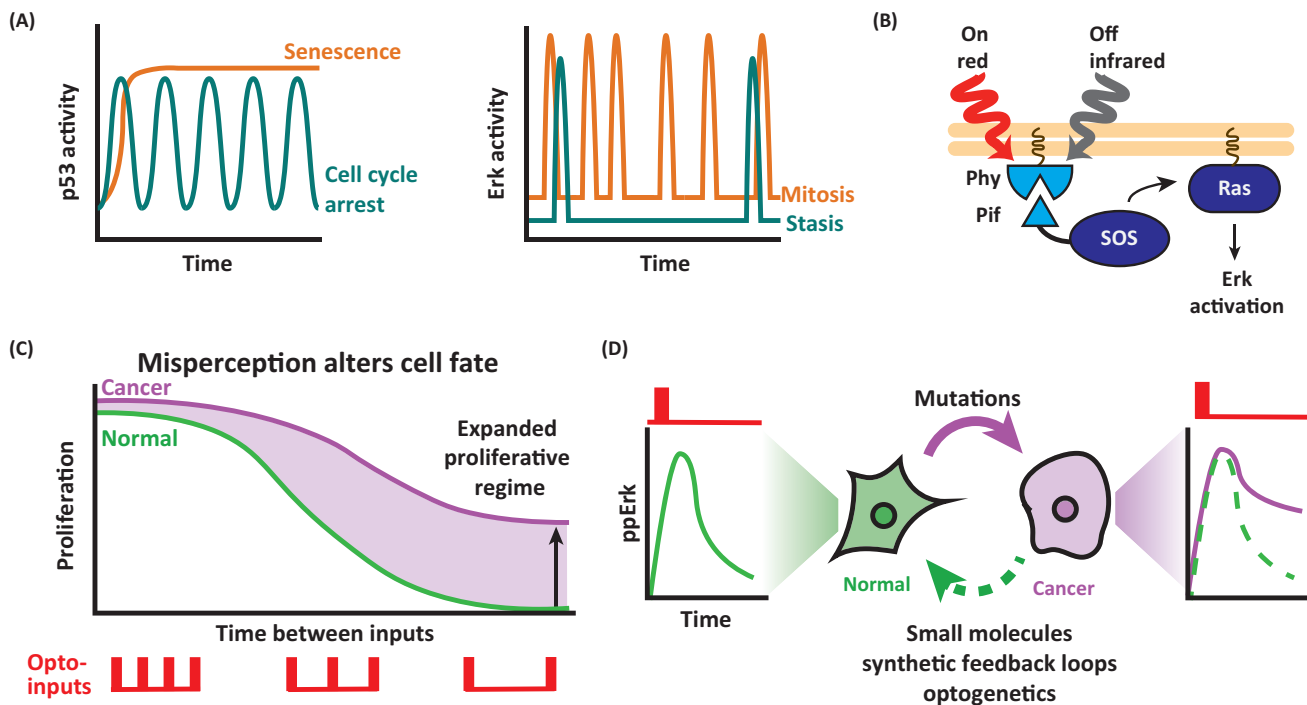 (A)
p53 activity
Senescence
Cell cycle
arrest
Time
Erk activity
Mitosis
Stasis
Time
(B)
On
red
Off
infrared
Phy
Pif
SOS
Ras
Erk
activation
(C)
Misperception alters cell fate
Cancer
Normal
Proliferation
Expanded
proliferative
regime
Time between inputs
Opto-
inputs
(D)
ppErk
Time
Mutations
Normal
Cancer
Small molecules
synthetic feedback loops
optogenetics